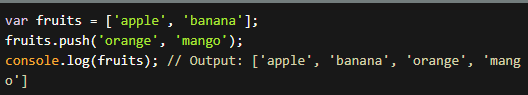 var fruits = ['apple', 'banana'];
fruits.push('orange', 'mango');
console.log(fruits); // Output: ['apple', 'banana', 'orange', 'mang
o']